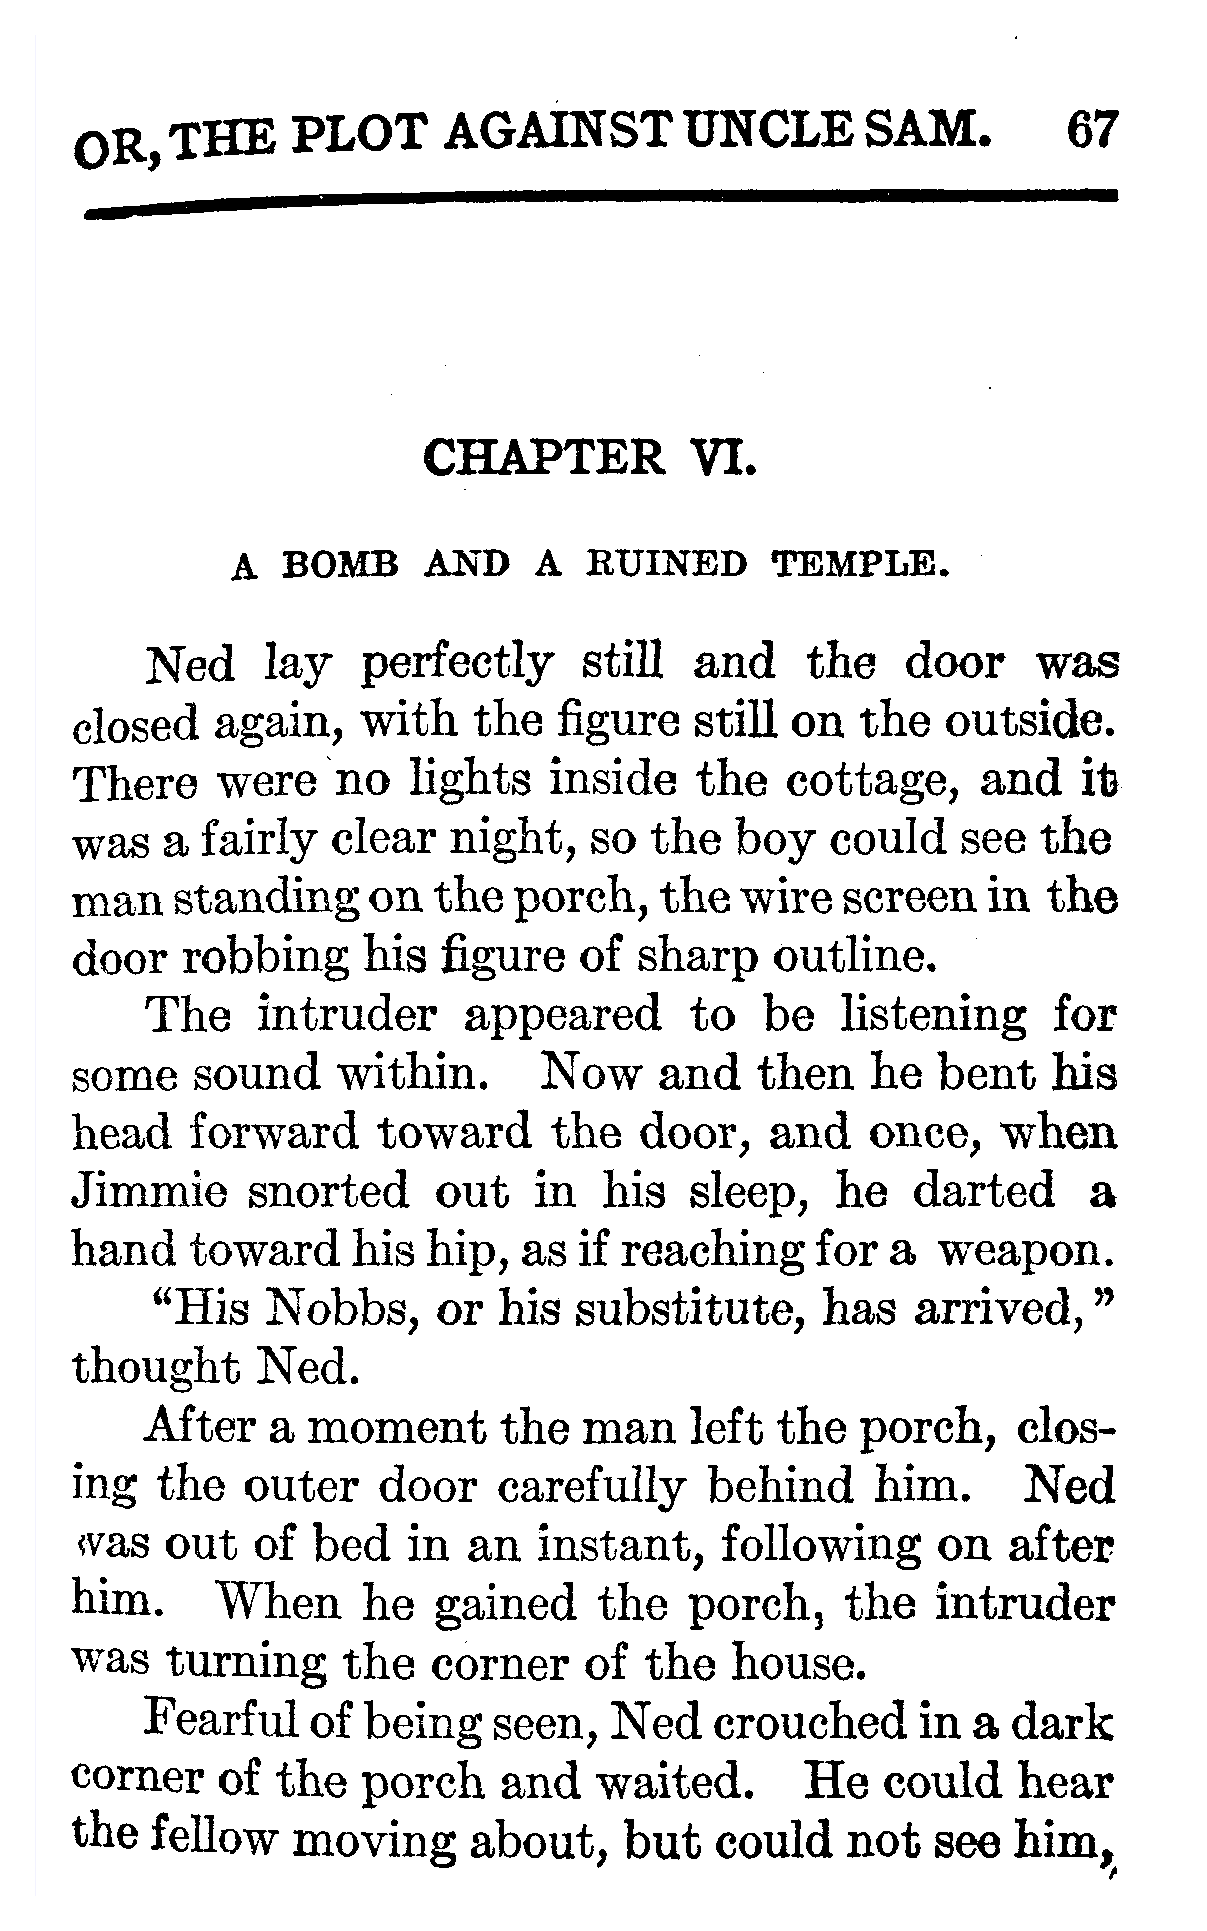 OR, THE PLOT AGAINST UNCLE SAM. 67
CHAPTER VI.
A BOMB AND A RUINED TEMPLE.
Ned lay perfectly still and the door was
closed again, with the figure still on the outside.
There were no lights inside the cottage, and it
was a fairly clear night, so the boy could see the
man standing on the porch, the wire screen in the
door robbing his figure of sharp outline.
The intruder appeared to be listening for
some sound within. Now and then he bent his
head forward toward the door, and once, when
Jimmie snorted out in his sleep, he darted a
hand toward his hip, as if reaching for a weapon.
“His Nobbs, or his substitute, has arrived,”
thought Ned.
After a moment the man left the porch, clos-
ing the outer door carefully behind him. Ned
was out of bed in an instant, following on after
him. When he gained the porch, the intruder
was turning the corner of the house.
Fearful of being seen, Ned crouched in a dark
corner of the porch and waited. He could hear
the fellow moving about, but could not see him,